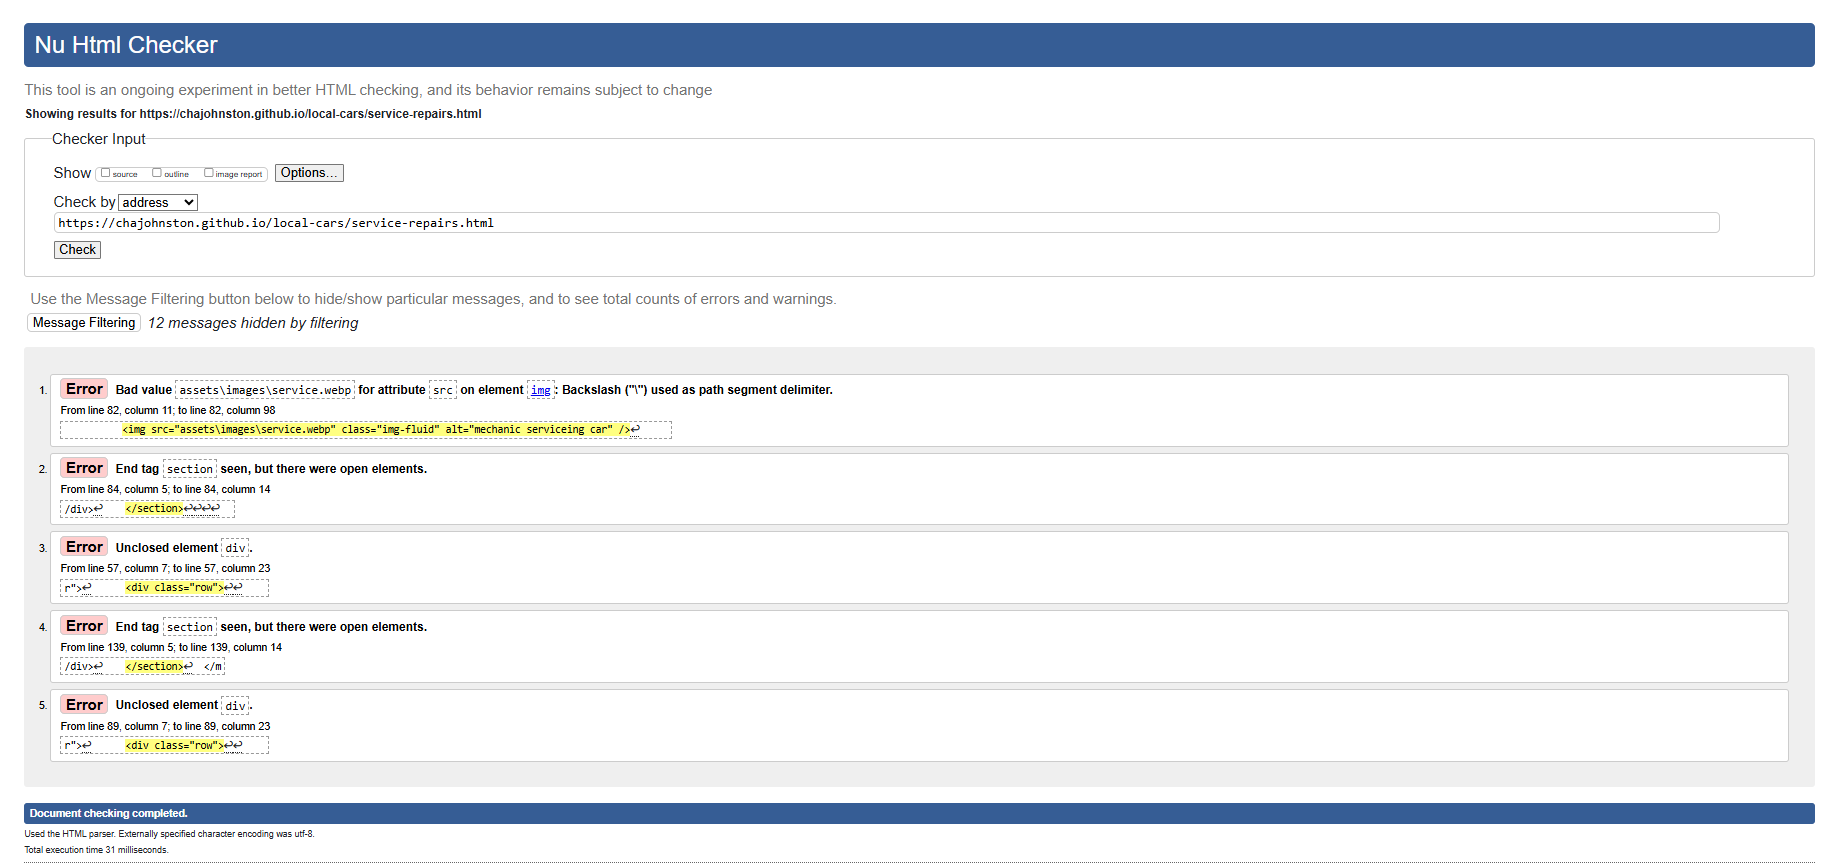 Nu Html Checker
This tool is an ongoing experiment in better HTML checking, and its behavior remains subject to change
Showing results for https://chajohnston.github.io/local-cars/service-repairs.html
Checker Input
Show source outline image report Options...
Check by address
https://chajohnston.github.io/local-cars/service-repairs.html
Check
Use the Message Filtering button below to hide/show particular messages, and to see total counts of errors and warnings.
Message Filtering 12 messages hidden by filtering
1. Error Bad value assets\images\service.webp for attribute src on element img: Backslash ("\") used as path segment delimiter.
From line 82, column 11; to line 82, column 98
<img src="assets\images\service.webp" class="img-fluid" alt="mechanic serviceing car" />↩
2. Error End tag section seen, but there were open elements.
From line 84, column 5; to line 84, column 14
/div>↩ </section>↩↩↩↩
3. Error Unclosed element div.
From line 57, column 7; to line 57, column 23
r">↩ <div class="row">↩↩
4. Error End tag section seen, but there were open elements.
From line 139, column 5; to line 139, column 14
/div>↩ </section>↩ </m
5. Error Unclosed element div.
From line 89, column 7; to line 89, column 23
r">↩ <div class="row">↩↩
Document checking completed.
Used the HTML parser. Externally specified character encoding was utf-8.
Total execution time 31 milliseconds.